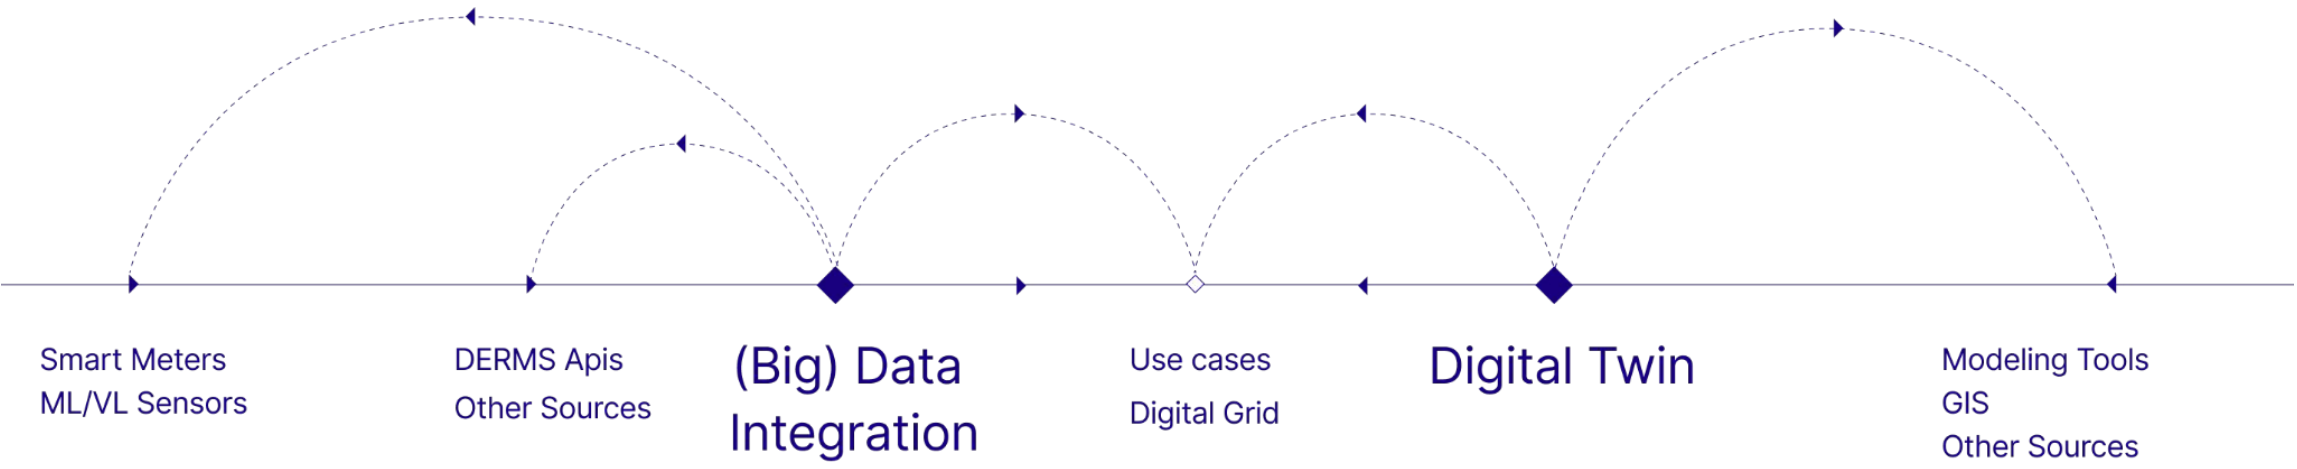 Smart Meters
ML/VL Sensors
DERMS Apis
Other Sources
(Big) Data
Integration
Use cases
Digital Grid
Digital Twin
Modeling Tools
GIS
Other Sources